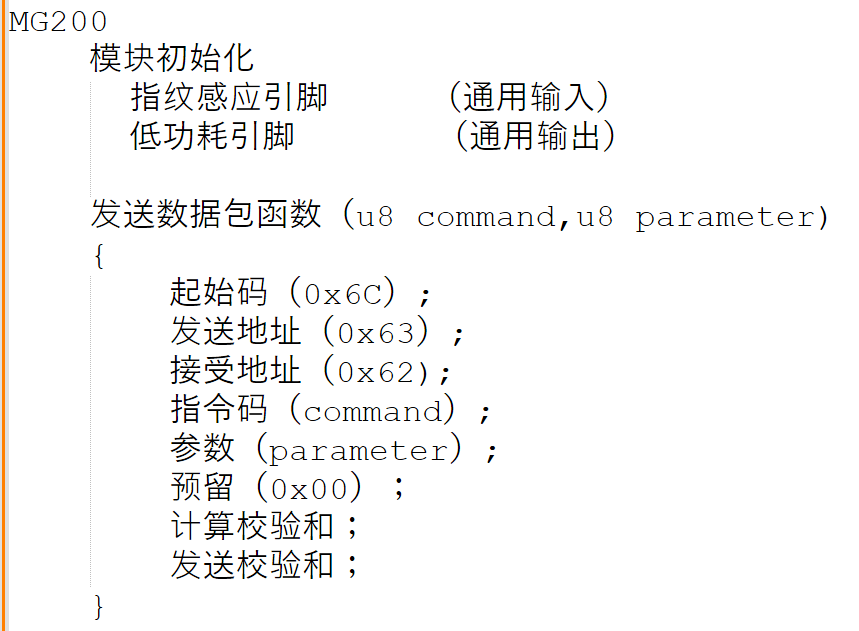 MG200
模块初始化
指纹感应引脚 （通用输入）
低功耗引脚 （通用输出）
发送数据包函数（u8 command,u8 parameter)
{
起始码（0x6C）;
发送地址（0x63）;
接受地址（0x62);
指令码（command）;
参数（parameter）;
预留（0x00）；
计算校验和；
发送校验和；
}